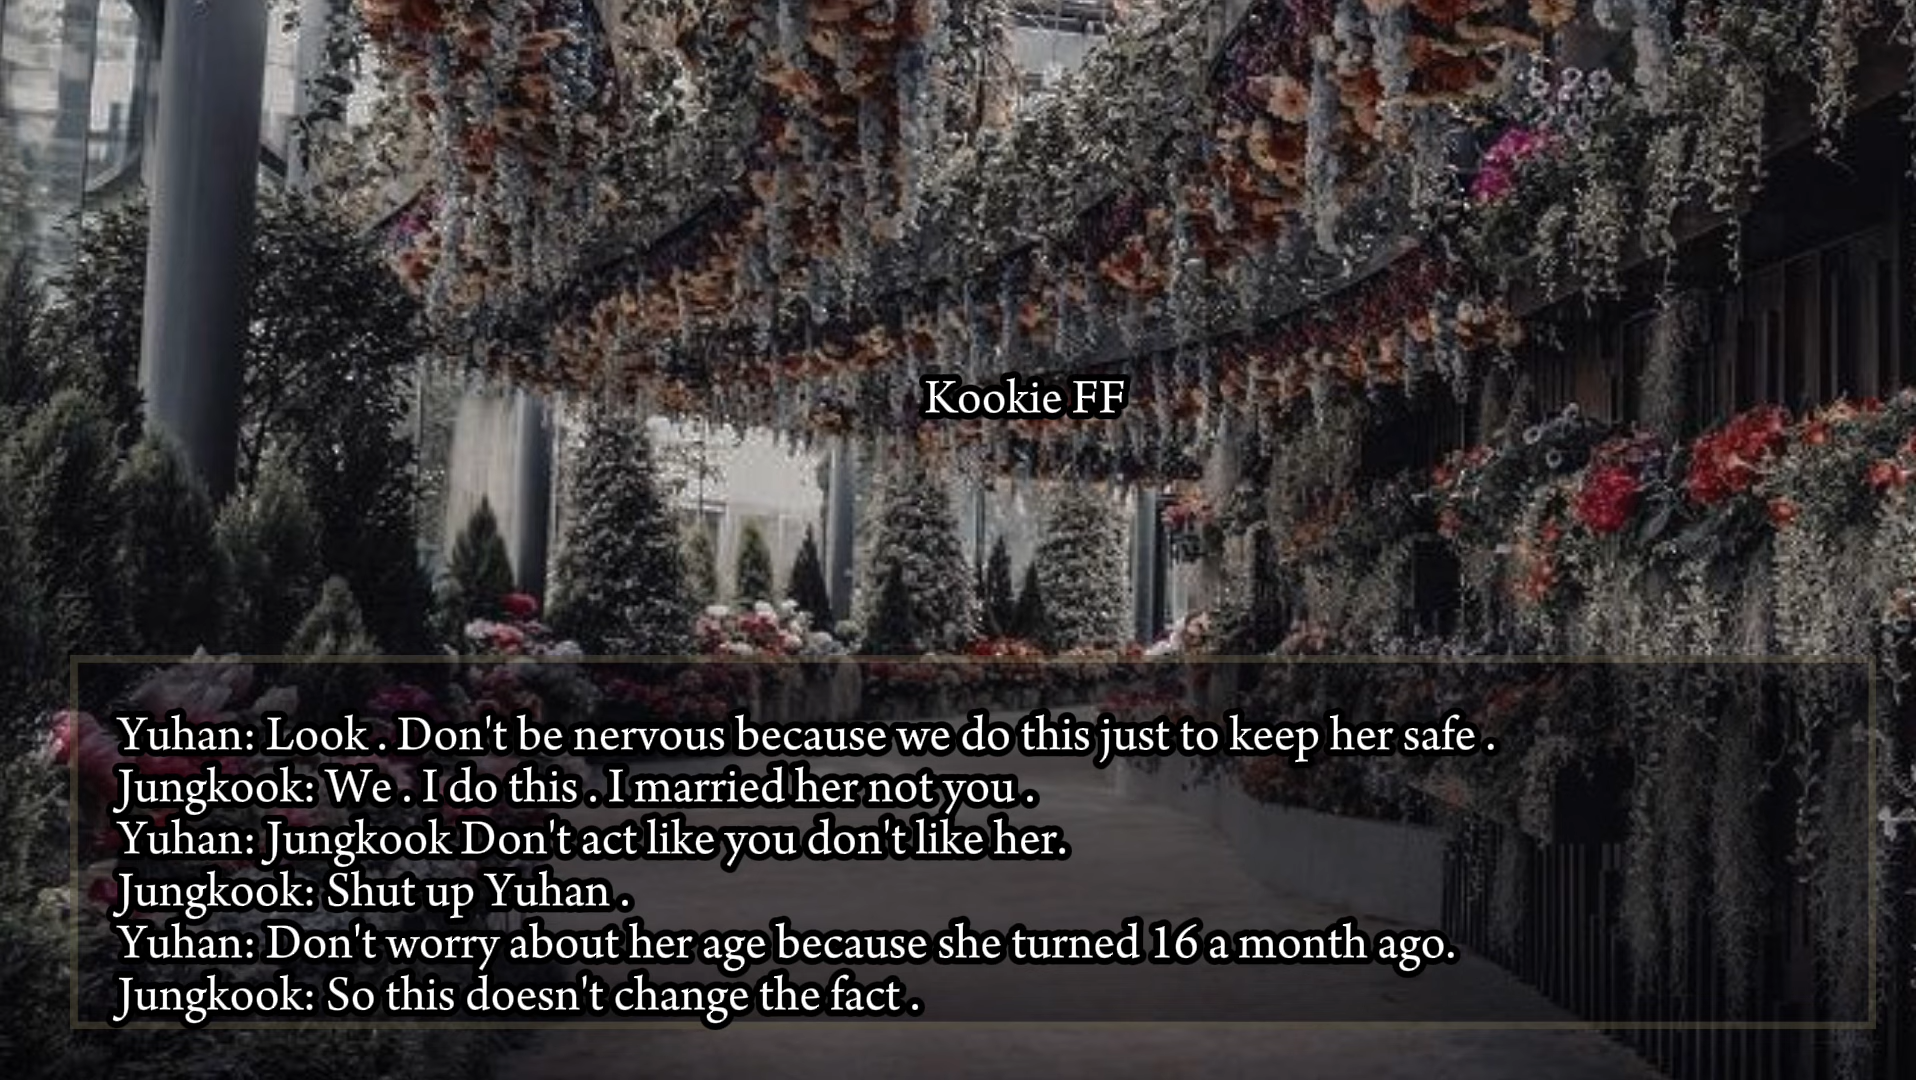 Kookie FF
Yuhan: Look . Don't be nervous because we do this just to keep her safe .
Jungkook: We . I do this . I married her not you .
Yuhan: Jungkook Don't act like you don't like her.
Jungkook: Shut up Yuhan .
Yuhan: Don't worry about her age because she turned 16 a month ago.
Jungkook: So this doesn't change the fact .